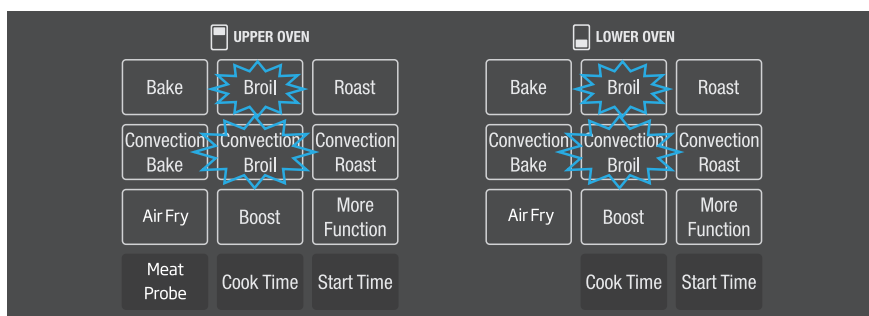 UPPER OVEN
Bake Broil Roast
Convection Convection Convection
Bake Broil Roast
Air Fry Boost More
Function
Meat
Probe Cook Time Start Time
LOWER OVEN
Bake Broil Roast
Convection Convection Convection
Bake Broil Roast
Air Fry Boost More
Function
Cook Time Start Time